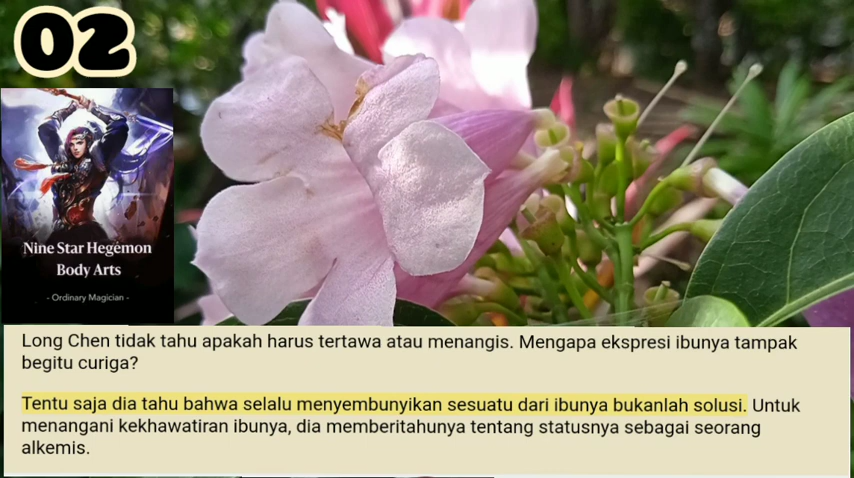 02
Nine Star Hegemon
Body Arts
- Ordinary Magician -
Long Chen tidak tahu apakah harus tertawa atau menangis. Mengapa ekspresi ibunya tampak
begitu curiga?
Tentu saja dia tahu bahwa selalu menyembunyikan sesuatu dari ibunya bukanlah solusi. Untuk
menangani kekhawatiran ibunya, dia memberitahunya tentang statusnya sebagai seorang
alkemis.